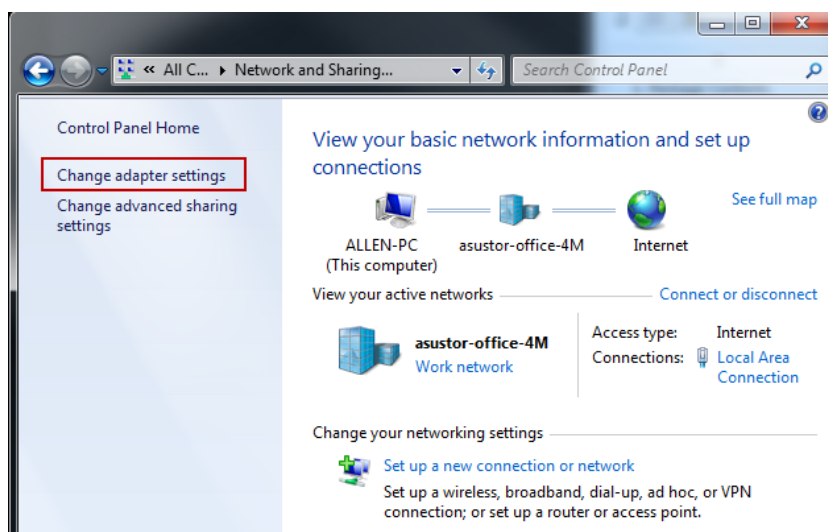 « All C... ▸ Network and Sharing...
Search Control Panel
Control Panel Home
Change adapter settings
Change advanced sharing
settings
View your basic network information and set up
connections
See full map
ALLEN-PC
(This computer)
asustor-office-4M
Internet
View your active networks
Connect or disconnect
asustor-office-4M
Work network
Access type: Internet
Connections: Local Area
Connection
Change your networking settings
Set up a new connection or network
Set up a wireless, broadband, dial-up, ad hoc, or VPN
connection; or set up a router or access point.